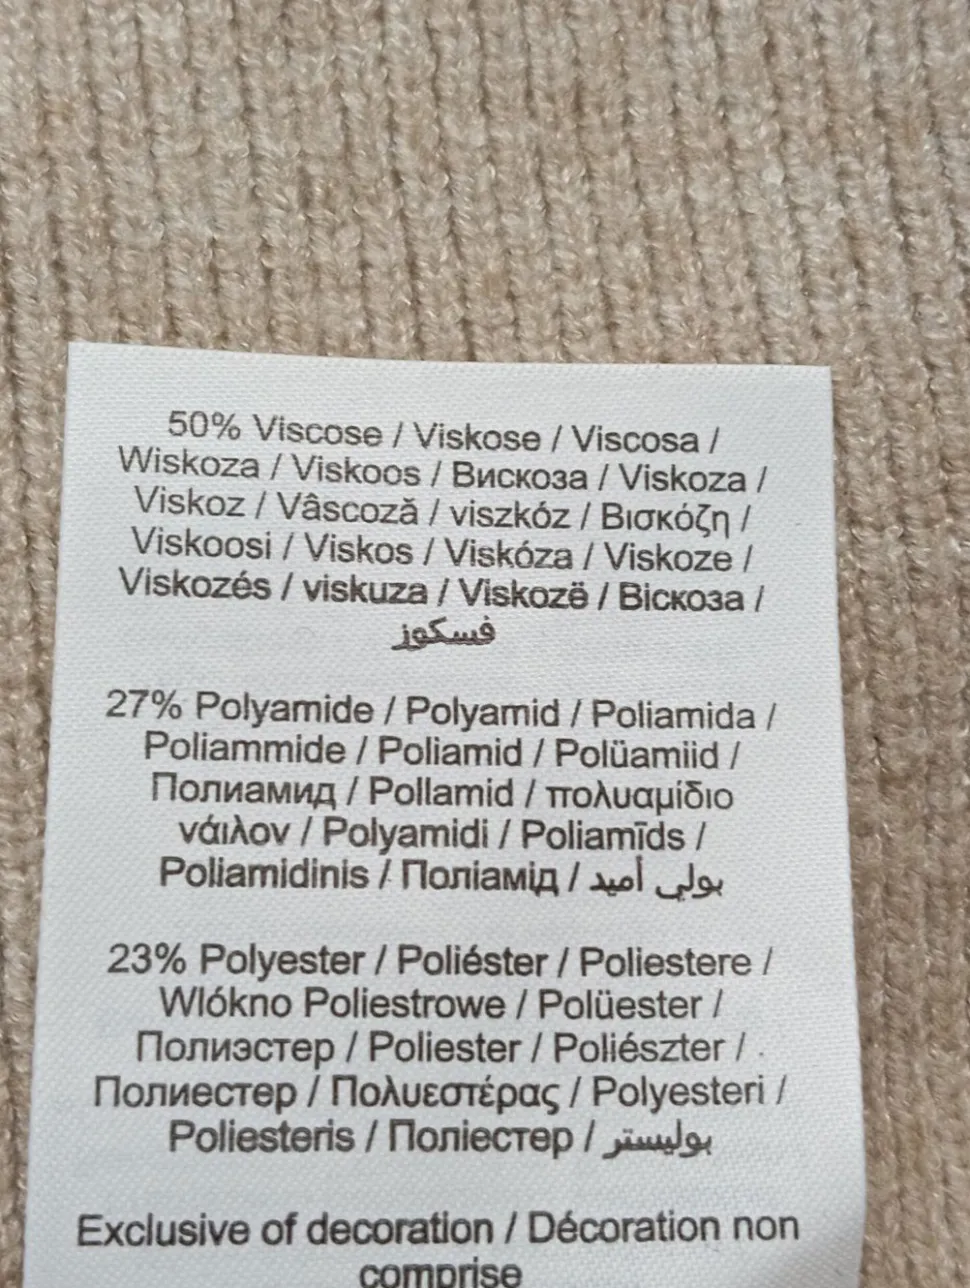 50% Viscose / Viskose / Viscosa /
Wiskoza / Viskoos / Вискоза / Viskoza /
Viskoz / Vâscoză / viszkóz / Βισκόζη /
Viskoosi / Viskos / Viskóza / Viskoze /
Viskozés / viskuza / Viskozë / Віскоза /
فسكوز
27% Polyamide / Polyamid / Poliamida /
Poliammide / Poliamid / Polüamiid /
Полиамид / Pollamid / πολυαμίδιο
νάιλον / Polyamidi / Poliamīds /
Poliamidinis / Поліамід / بولي أميد
23% Polyester / Poliéster / Poliestere /
Wlókno Poliestrowe / Polüester /
Полиэстер / Poliester / Poliészter /
Полиестер / Πολυεστέρας / Polyesteri /
Poliesteris / Поліестер / بوليستر
Exclusive of decoration / Décoration non
comprise